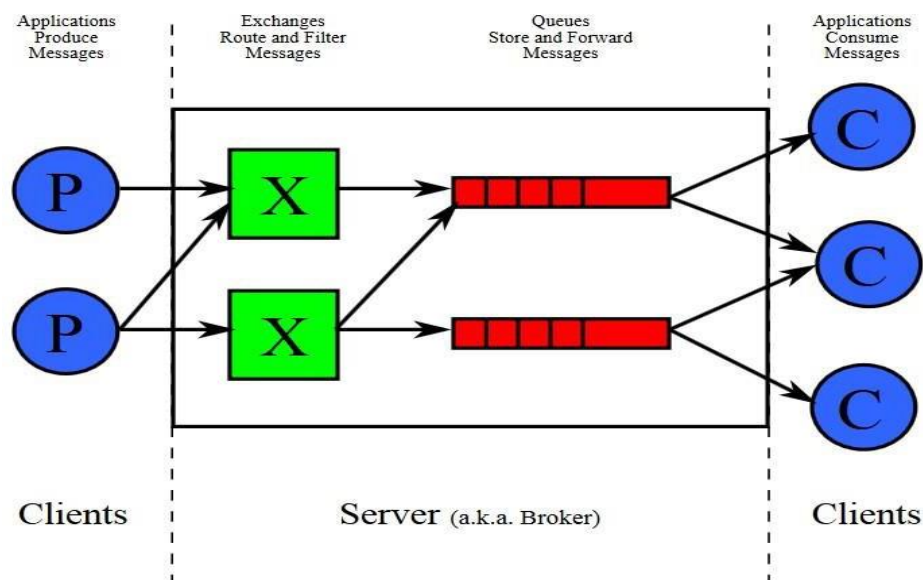 Applications
Produce
Messages
Exchanges
Route and Filter
Messages
Queues
Store and Forward
Messages
Applications
Consume
Messages
P
P
X
X
C
C
C
Clients
Server (a.k.a. Broker)
Clients